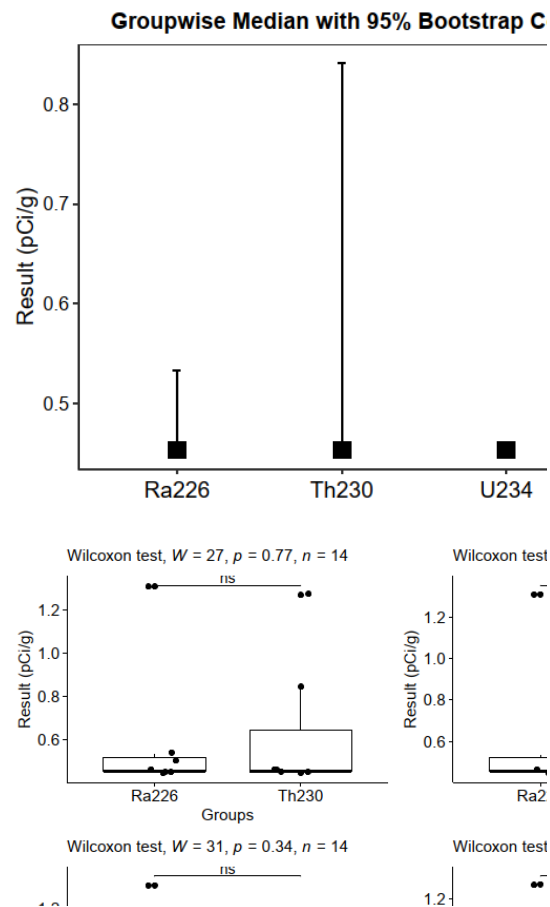 Groupwise Median with 95% Bootstrap C
Result (pCi/g)
0.8
0.7
0.6
0.5
Ra226 Th230 U234
Wilcoxon test, W = 27, p = 0.77, n = 14
ns
Result (pCi/g)
1.2
1.0
0.8
0.6
Ra226 Th230
Groups
Wilcoxon test
Result (pCi/g)
1.2
1.0
0.8
0.6
Wilcoxon test, W = 31, p = 0.34, n = 14
ns
Wilcoxon test
1.2